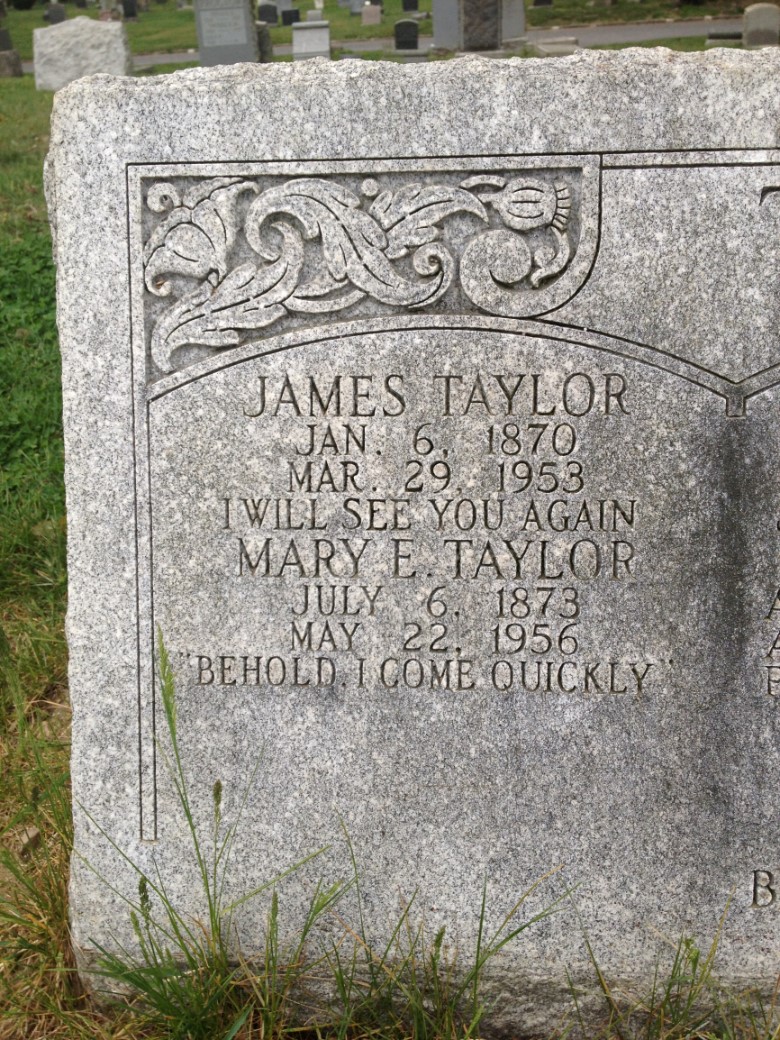 JAMES TAYLOR
JAN. 6, 1870
MAR. 29, 1953
I WILL SEE YOU AGAIN
MARY E. TAYLOR
JULY 6, 1873
MAY 22, 1956
"BEHOLD, I COME QUICKLY"
B